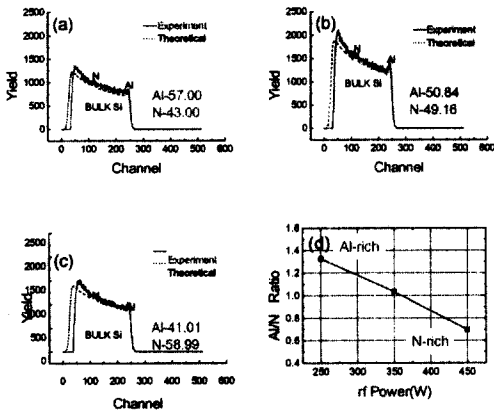 (a)
Experiment
Theoretical
2500
2000
1500
1000
500
0
Yield
N
Al
BULK Si
Al-57.00
N-43.00
0 100 200 300 400 500 600
Channel
(b)
Experiment
Theoretical
2500
2000
1500
1000
500
0
Yield
N
Al
BULK Si
Al-50.84
N-49.16
0 100 200 300 400 500 600
Channel
(c)
Experiment
Theoretical
2500
2000
1500
1000
500
0
Yield
BULK Si
Al-41.01
N-58.99
0 100 200 300 400 500 600
Channel
(d)
Al-rich
N-rich
1.6
1.4
1.2
1.0
0.8
0.6
0.4
Al/N Ratio
250 300 350 400 450
rf Power(W)